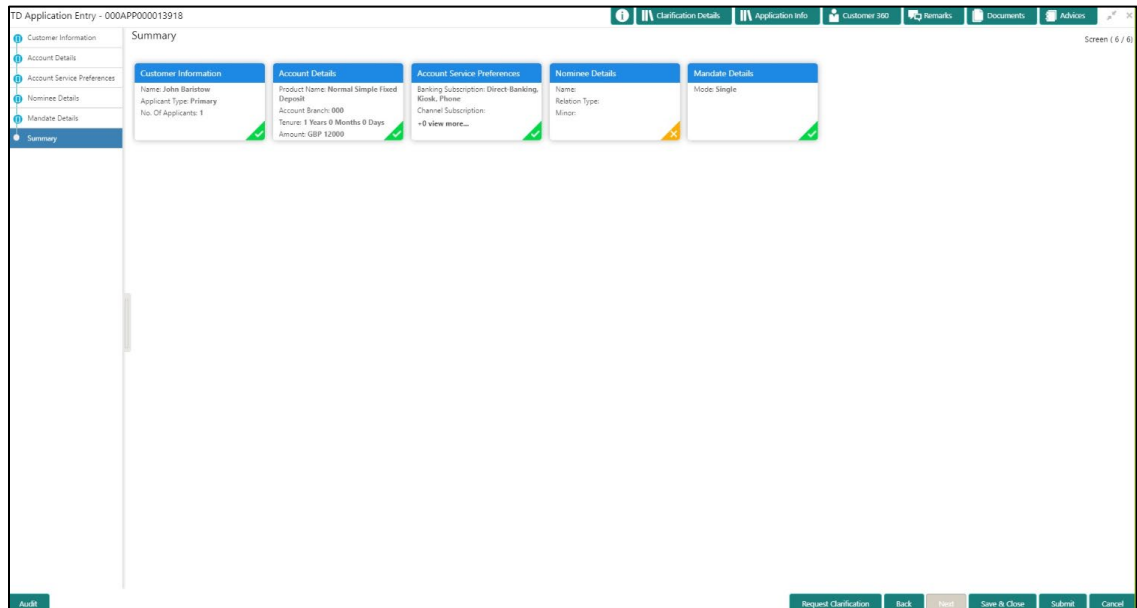 TD Application Entry - 000APP000013918
Clarification Details
Application Info
Customer 360
Remarks
Documents
Advices
Customer Information
Account Details
Account Service Preferences
Nominee Details
Mandate Details
Summary
Summary
Screen ( 6 / 6)
Customer Information
Name: John Baristow
Applicant Type: Primary
No. Of Applicants: 1
Account Details
Product Name: Normal Simple Fixed
Deposit
Account Branch: 000
Tenure: 1 Years 0 Months 0 Days
Amount: GBP 12000
Account Service Preferences
Banking Subscription: Direct-Banking,
Kiosk, Phone
Channel Subscription:
+0 view more...
Nominee Details
Name:
Relation Type:
Minor:
Mandate Details
Mode: Single
Audit
Request Clarification
Back
Next
Save & Close
Submit
Cancel